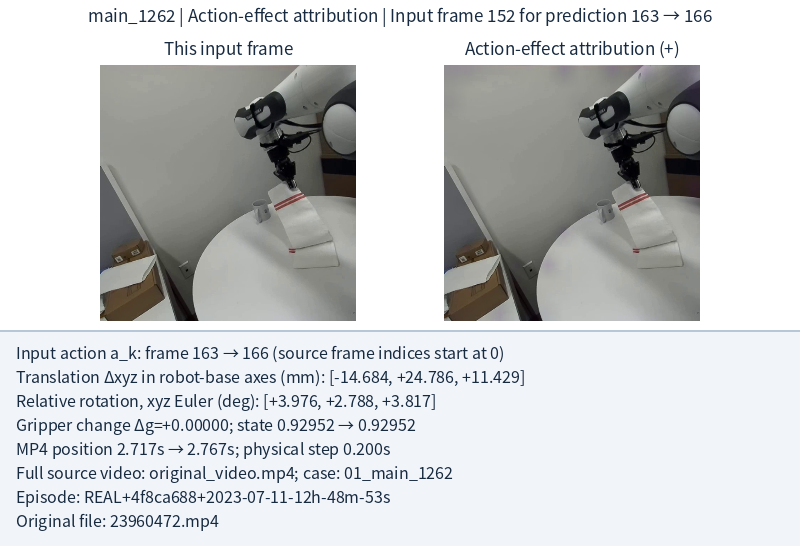 main_1262 | Action-effect attribution | Input frame 152 for prediction 163 → 166
This input frame
Action-effect attribution (+)
Input action a_k: frame 163 → 166 (source frame indices start at 0)
Translation Δxyz in robot-base axes (mm): [-14.684, +24.786, +11.429]
Relative rotation, xyz Euler (deg): [+3.976, +2.788, +3.817]
Gripper change Δg=+0.00000; state 0.92952 → 0.92952
MP4 position 2.717s → 2.767s; physical step 0.200s
Full source video: original_video.mp4; case: 01_main_1262
Episode: REAL+4f8ca688+2023-07-11-12h-48m-53s
Original file: 23960472.mp4